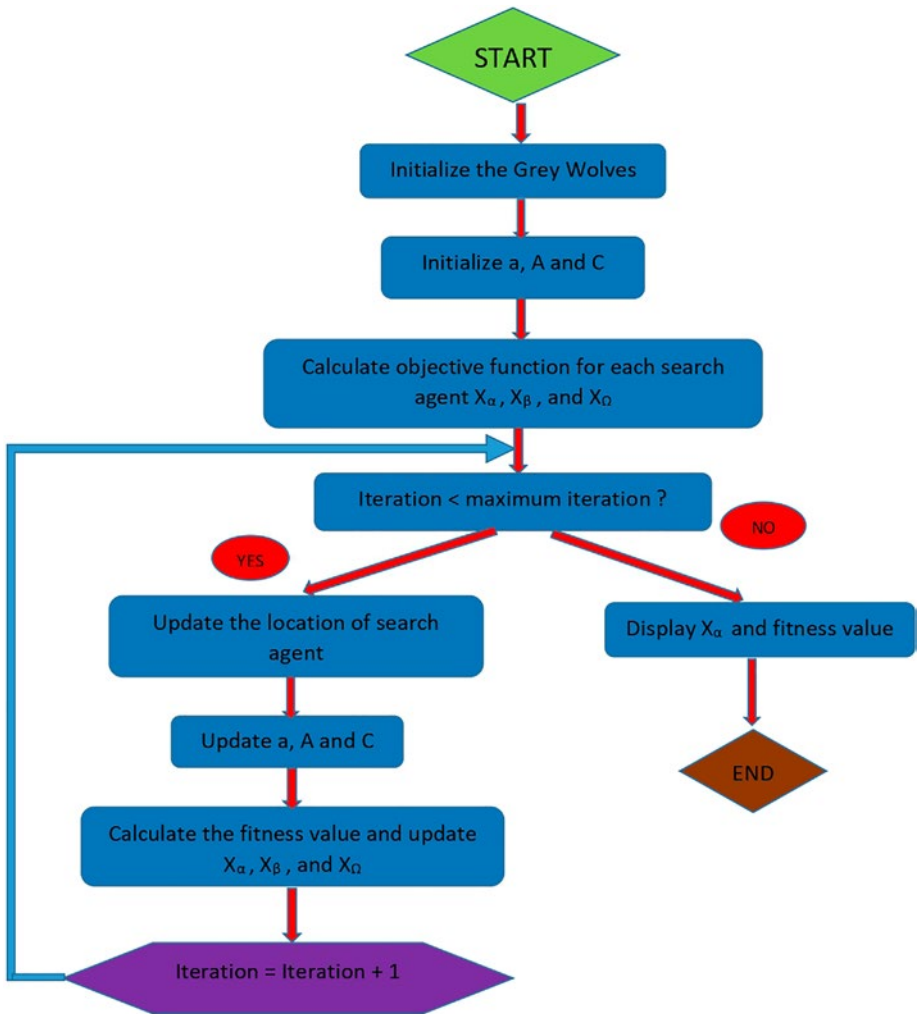 START
Initialize the Grey Wolves
Initialize a, A and C
Calculate objective function for each search
agent Xα, Xβ, and XΩ
Iteration < maximum iteration ?
YES
NO
Update the location of search
agent
Display Xα and fitness value
Update a, A and C
END
Calculate the fitness value and update
Xα, Xβ, and XΩ
Iteration = Iteration + 1